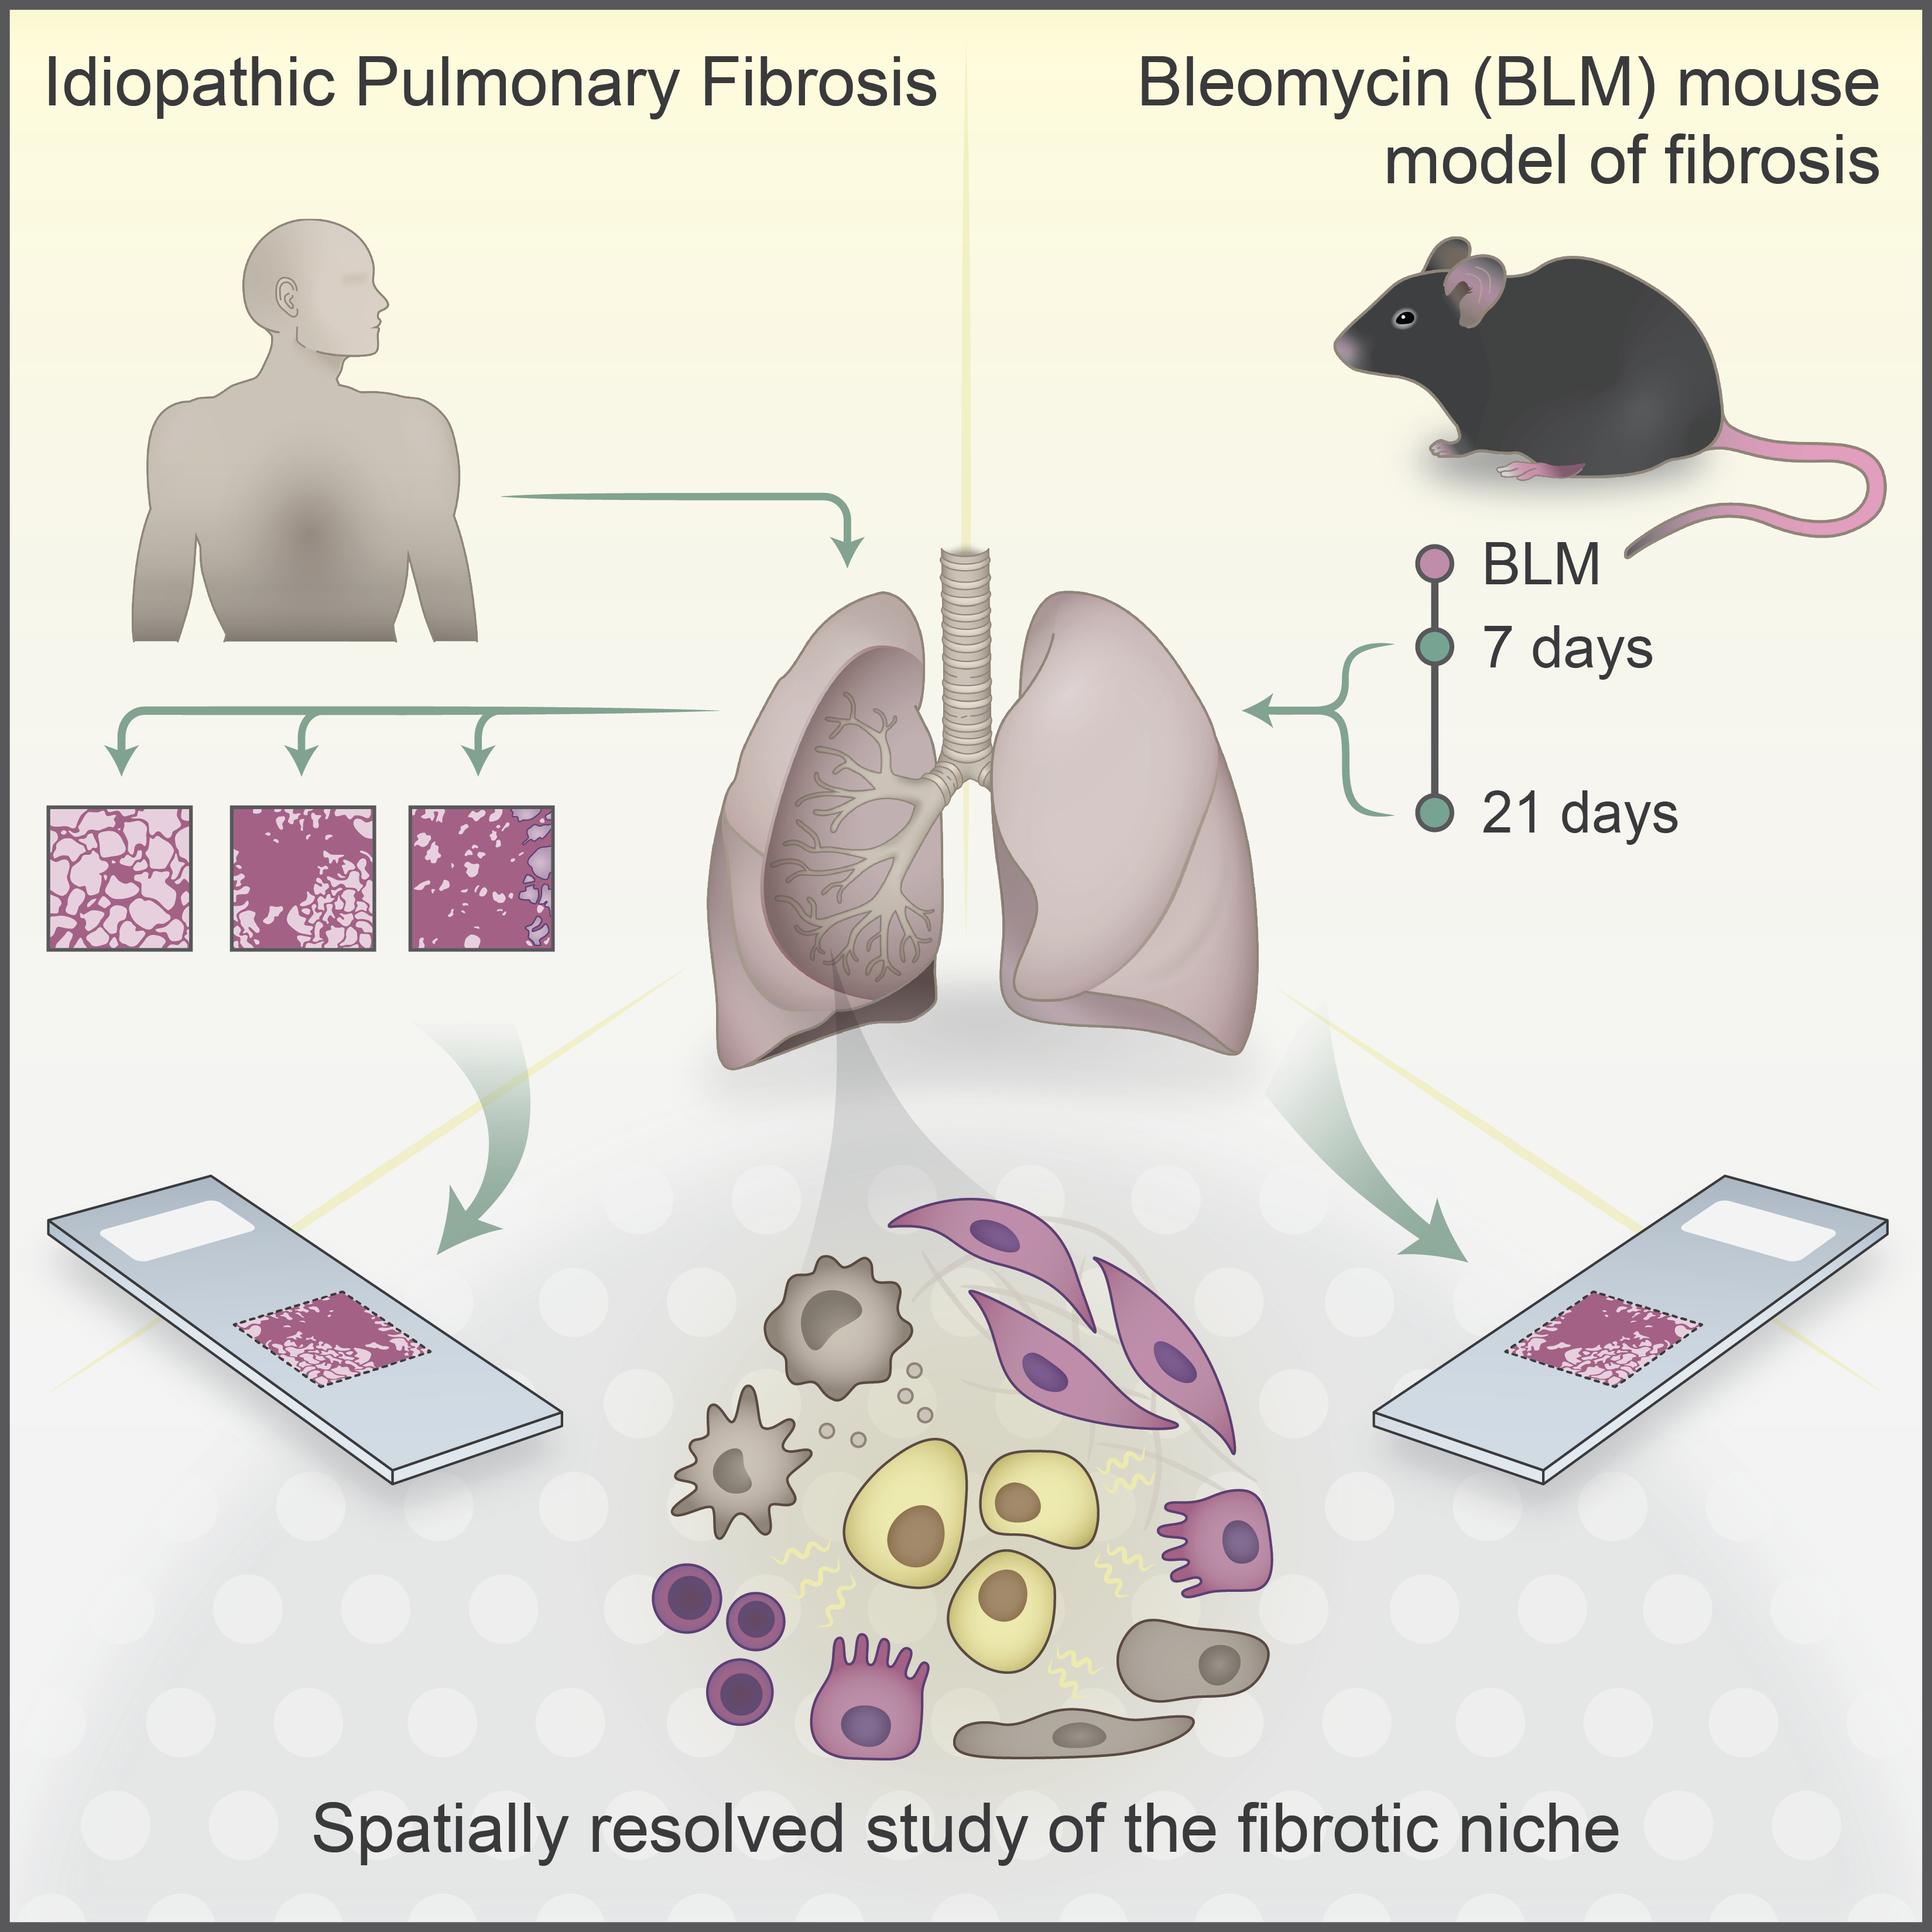 Idiopathic Pulmonary Fibrosis
Bleomycin (BLM) mouse
model of fibrosis
BLM
7 days
21 days
Spatially resolved study of the fibrotic niche